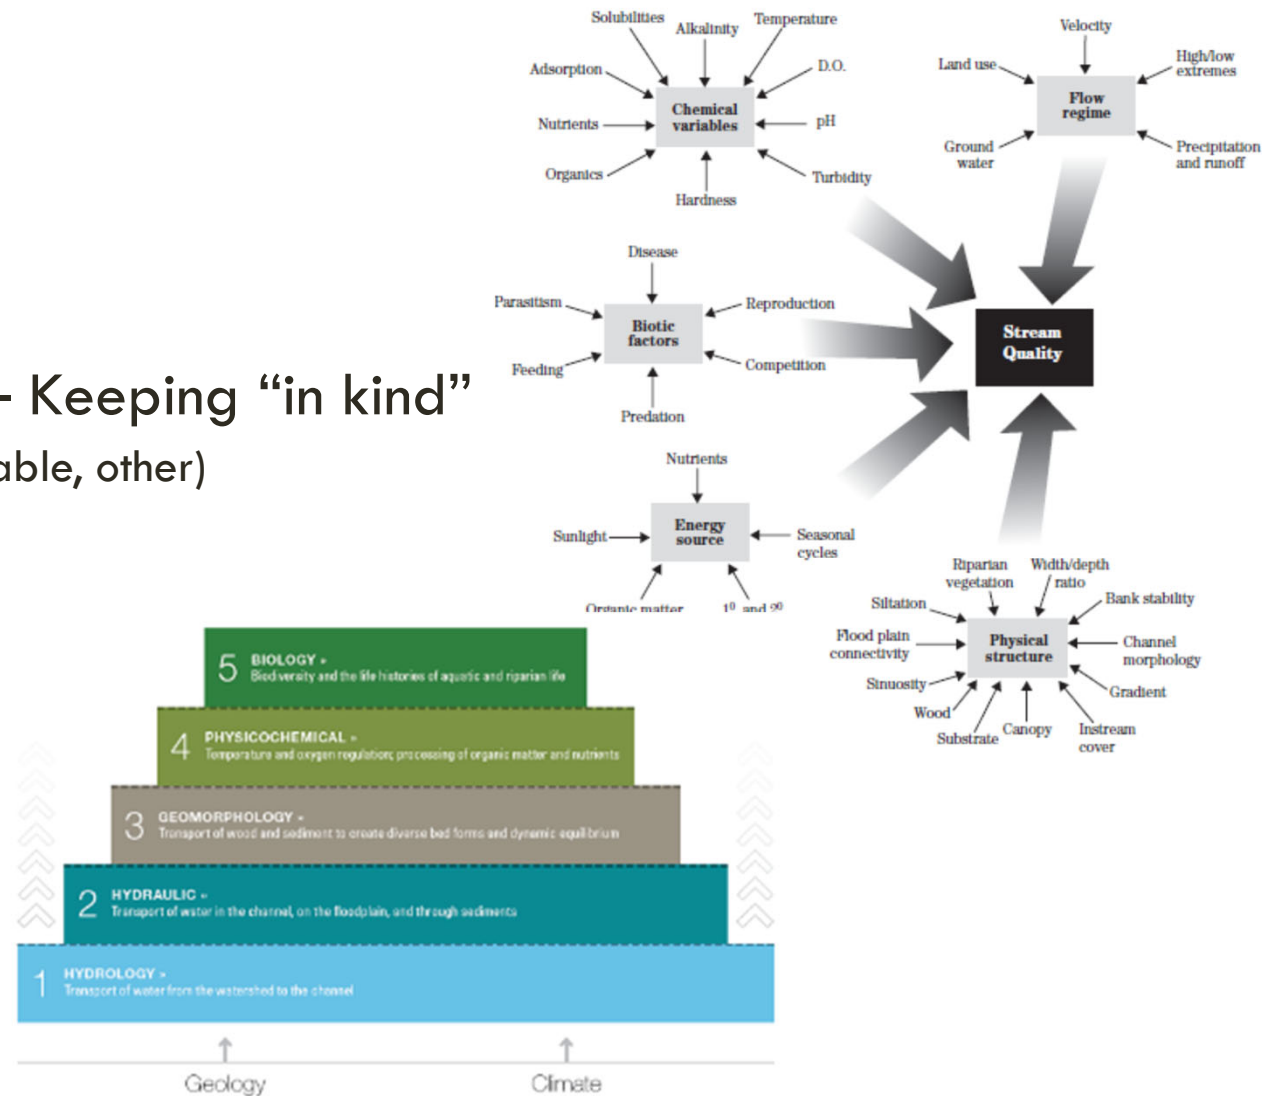 Solubilities
Alkalinity
Temperature
Adsorption
D.O.
Nutrients
Chemical
variables
pH
Organics
Turbidity
Hardness
Velocity
Land use
High/low
extremes
Flow
regime
Ground
water
Precipitation
and runoff
Disease
Parasitism
Reproduction
Biotic
factors
Feeding
Competition
Predation
Stream
Quality
- Keeping “in kind”
able, other)
Nutrients
Sunlight
Energy
source
Seasonal
cycles
Organic matter
1⁰ and 2⁰
Riparian
vegetation
Width/depth
ratio
Siltation
Bank stability
Flood plain
connectivity
Physical
structure
Channel
morphology
Sinuosity
Gradient
Wood
Substrate
Canopy
Instream
cover
5 BIOLOGY »
Biodiversity and the life histories of aquatic and riparian life
4 PHYSICOCHEMICAL »
Temperature and oxygen regulation; processing of organic matter and nutrients
3 GEOMORPHOLOGY »
Transport of wood and sediment to create diverse bed forms and dynamic equilibrium
2 HYDRAULIC »
Transport of water in the channel, on the floodplain, and through sediments
1 HYDROLOGY »
Transport of water from the watershed to the channel
Geology
Climate